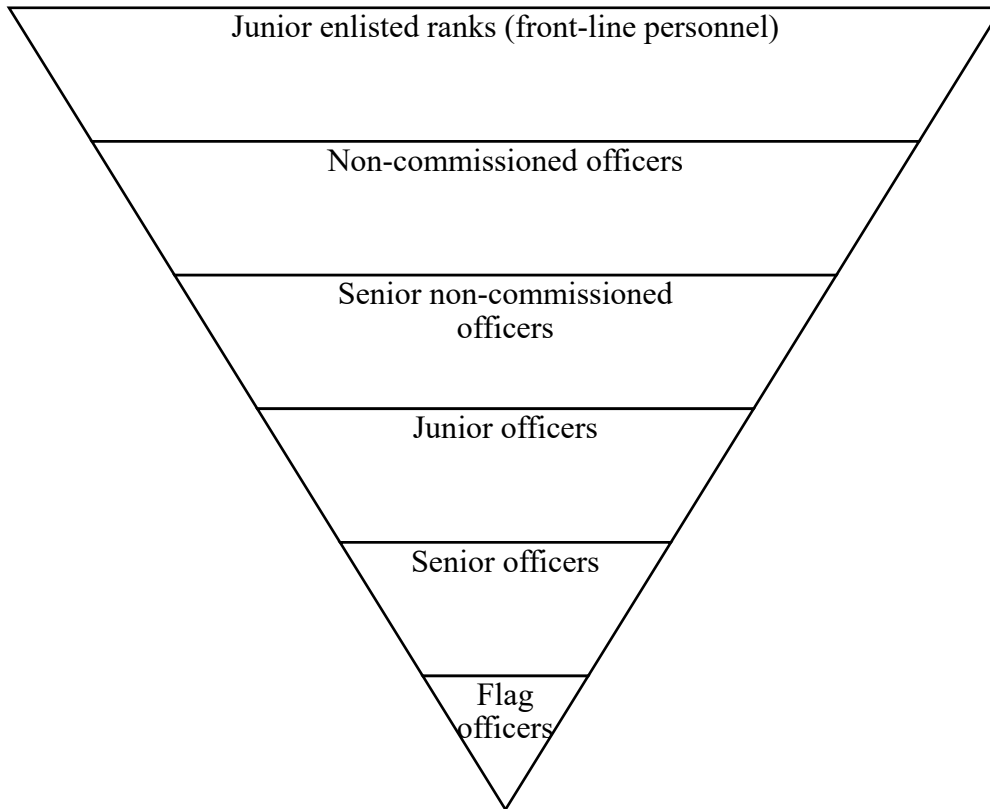 Junior enlisted ranks (front-line personnel)
Non-commissioned officers
Senior non-commissioned
officers
Junior officers
Senior officers
Flag
officers